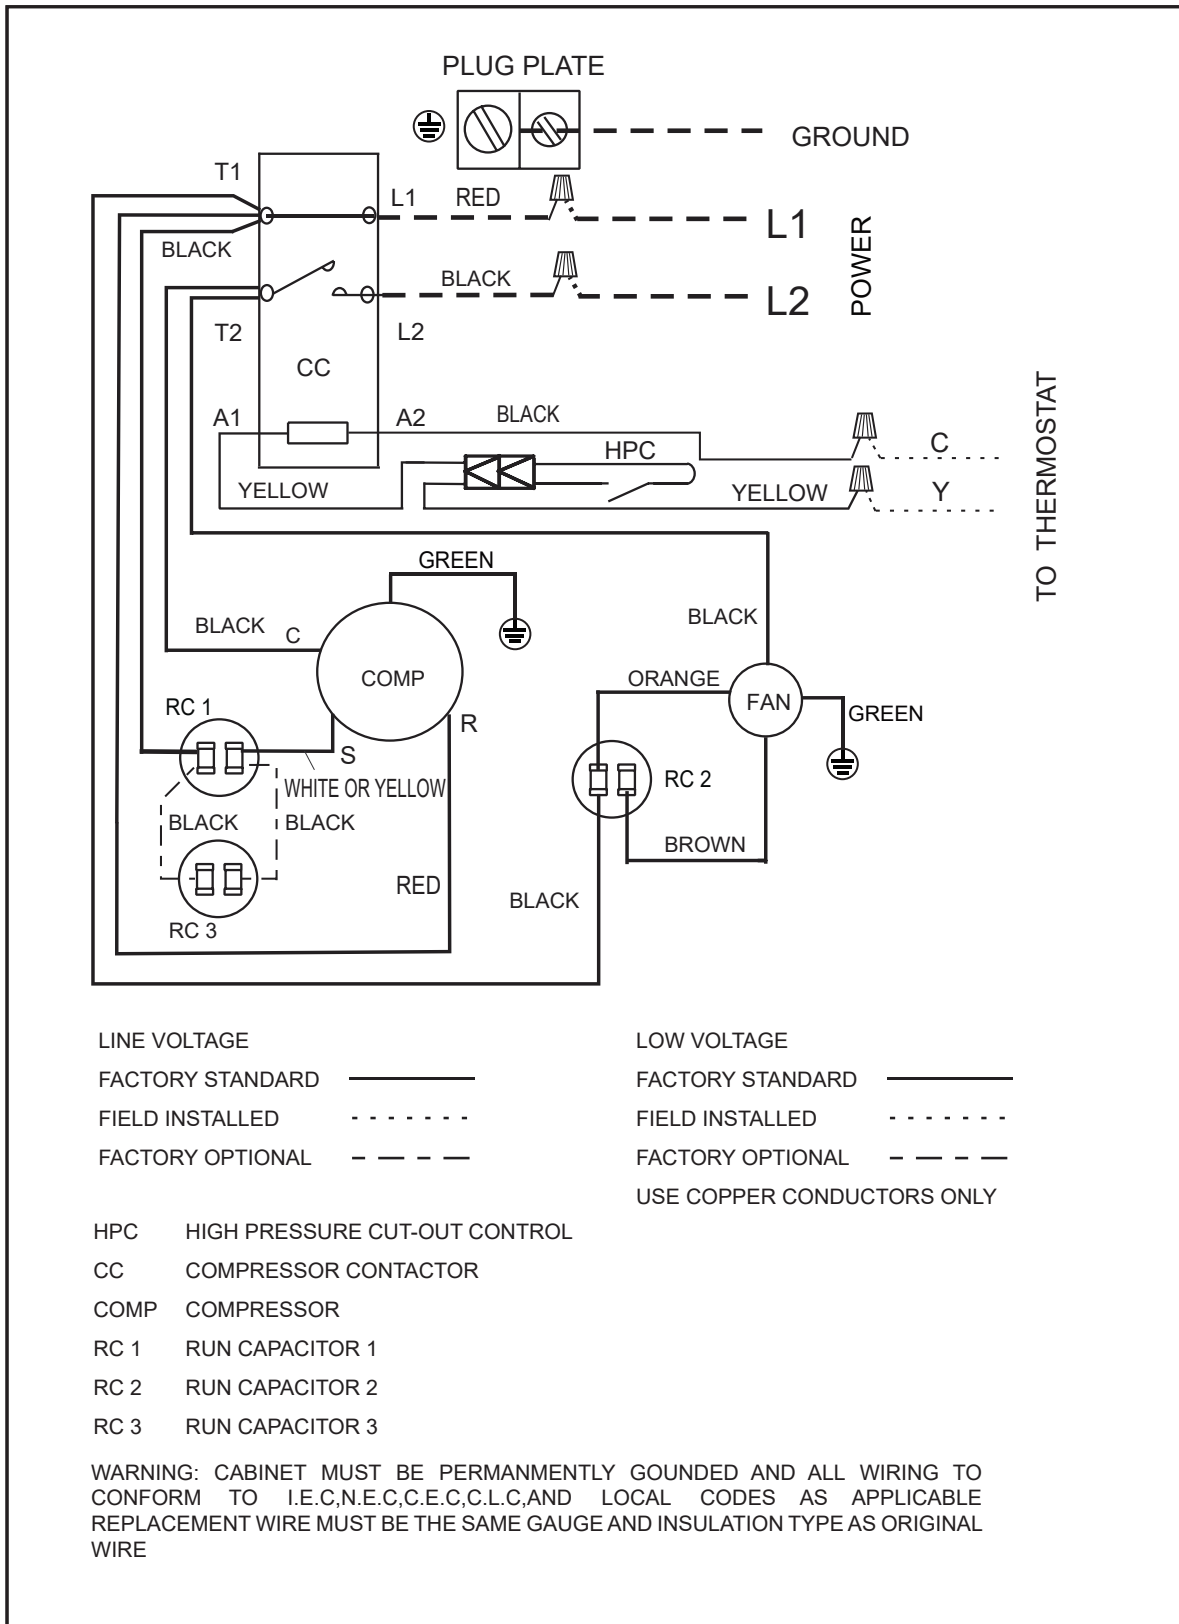 PLUG PLATE
GROUND
T1
L1
RED
L1
BLACK
POWER
BLACK
L2
T2
L2
CC
TO THERMOSTAT
A1
A2
BLACK
C
HPC
YELLOW
YELLOW
Y
GREEN
BLACK
BLACK
C
COMP
ORANGE
FAN
GREEN
RC 1
R
S
WHITE OR YELLOW
RC 2
BLACK
BLACK
BROWN
RED
BLACK
RC 3
LINE VOLTAGE
FACTORY STANDARD
FIELD INSTALLED
FACTORY OPTIONAL
LOW VOLTAGE
FACTORY STANDARD
FIELD INSTALLED
FACTORY OPTIONAL
USE COPPER CONDUCTORS ONLY
HPC HIGH PRESSURE CUT-OUT CONTROL
CC COMPRESSOR CONTACTOR
COMP COMPRESSOR
RC 1 RUN CAPACITOR 1
RC 2 RUN CAPACITOR 2
RC 3 RUN CAPACITOR 3
WARNING: CABINET MUST BE PERMANMENTLY GOUNDED AND ALL WIRING TO
CONFORM TO I.E.C,N.E.C,C.E.C,C.L.C,AND LOCAL CODES AS APPLICABLE
REPLACEMENT WIRE MUST BE THE SAME GAUGE AND INSULATION TYPE AS ORIGINAL
WIRE